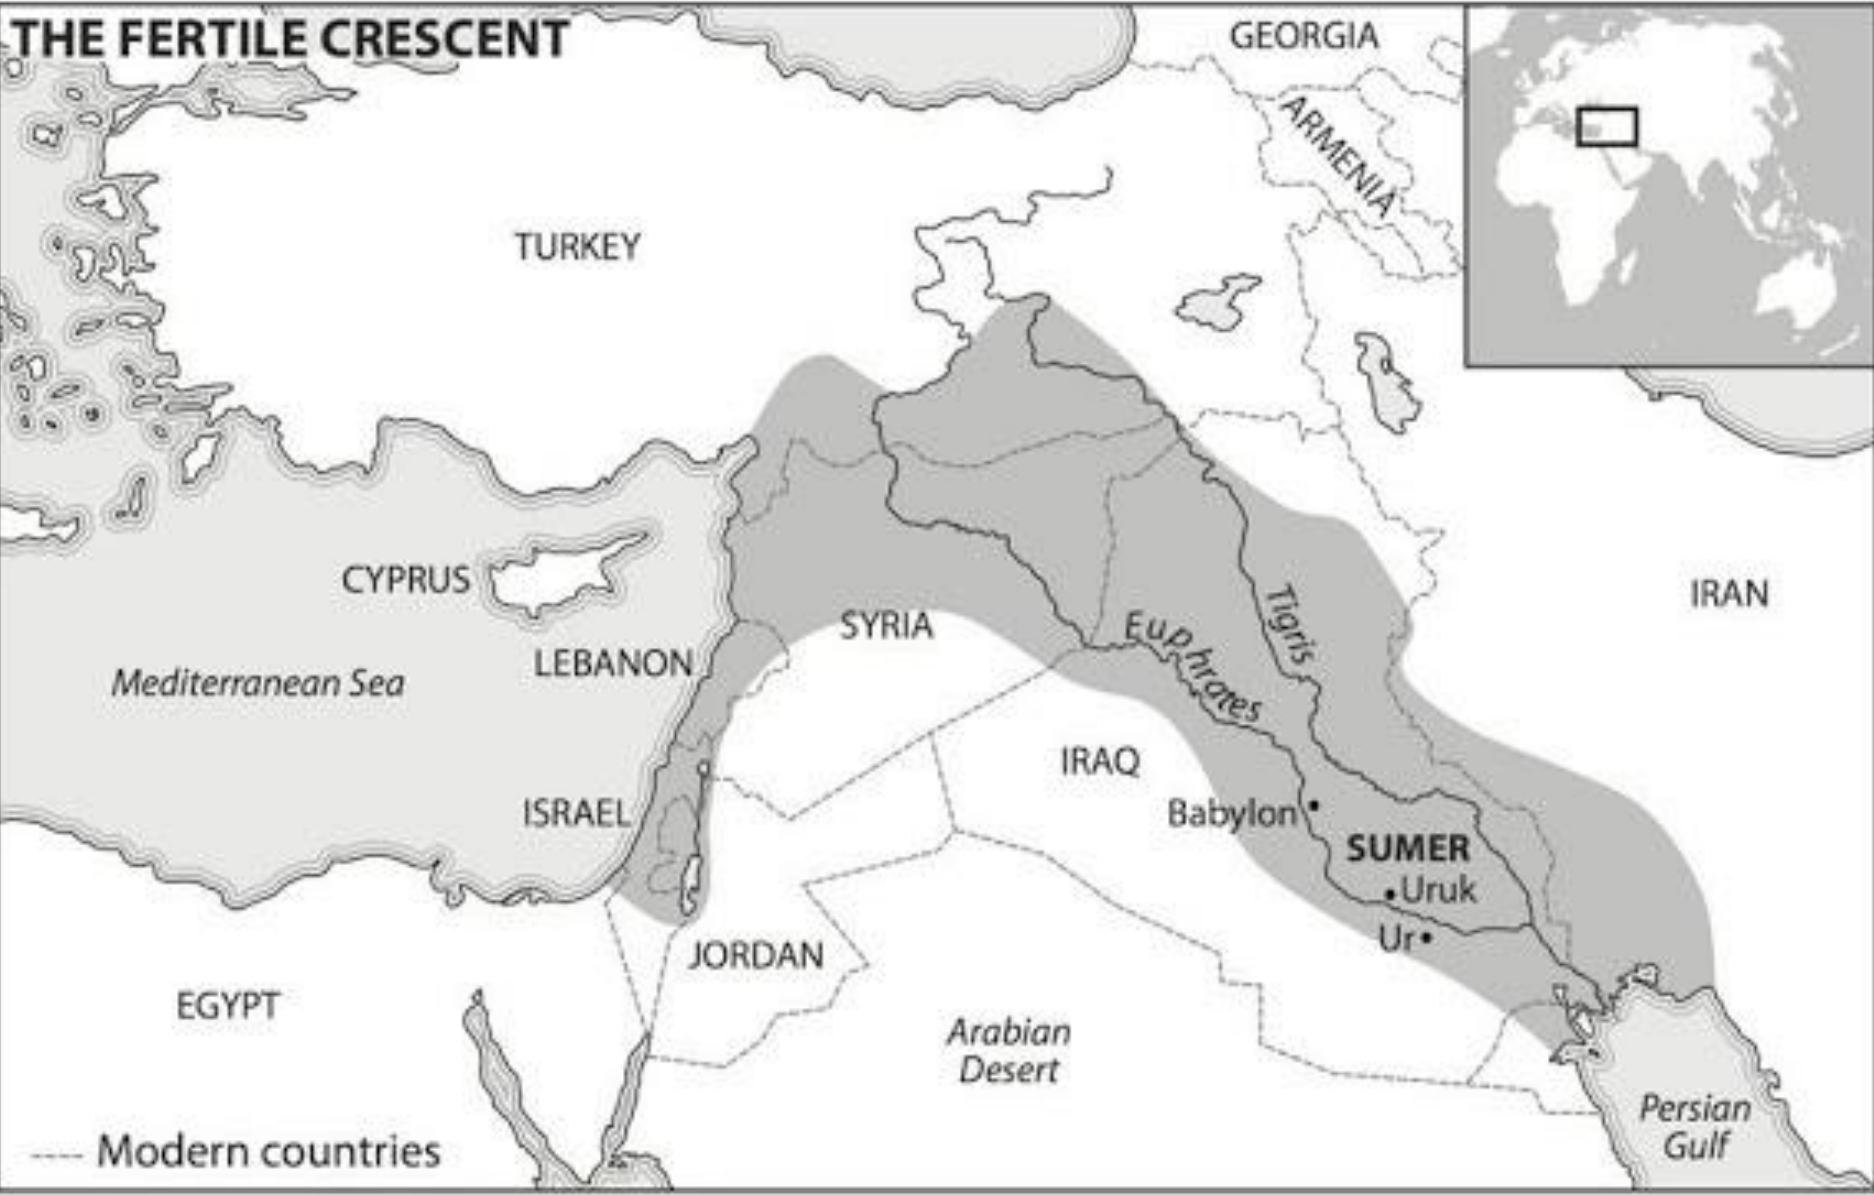 THE FERTILE CRESCENT
GEORGIA
ARMENIA
TURKEY
CYPRUS
SYRIA
LEBANON
Mediterranean Sea
Euphrates
Tigris
IRAN
IRAQ
ISRAEL
Babylon
SUMER
Uruk
Ur
JORDAN
EGYPT
Arabian
Desert
Persian
Gulf
Modern countries